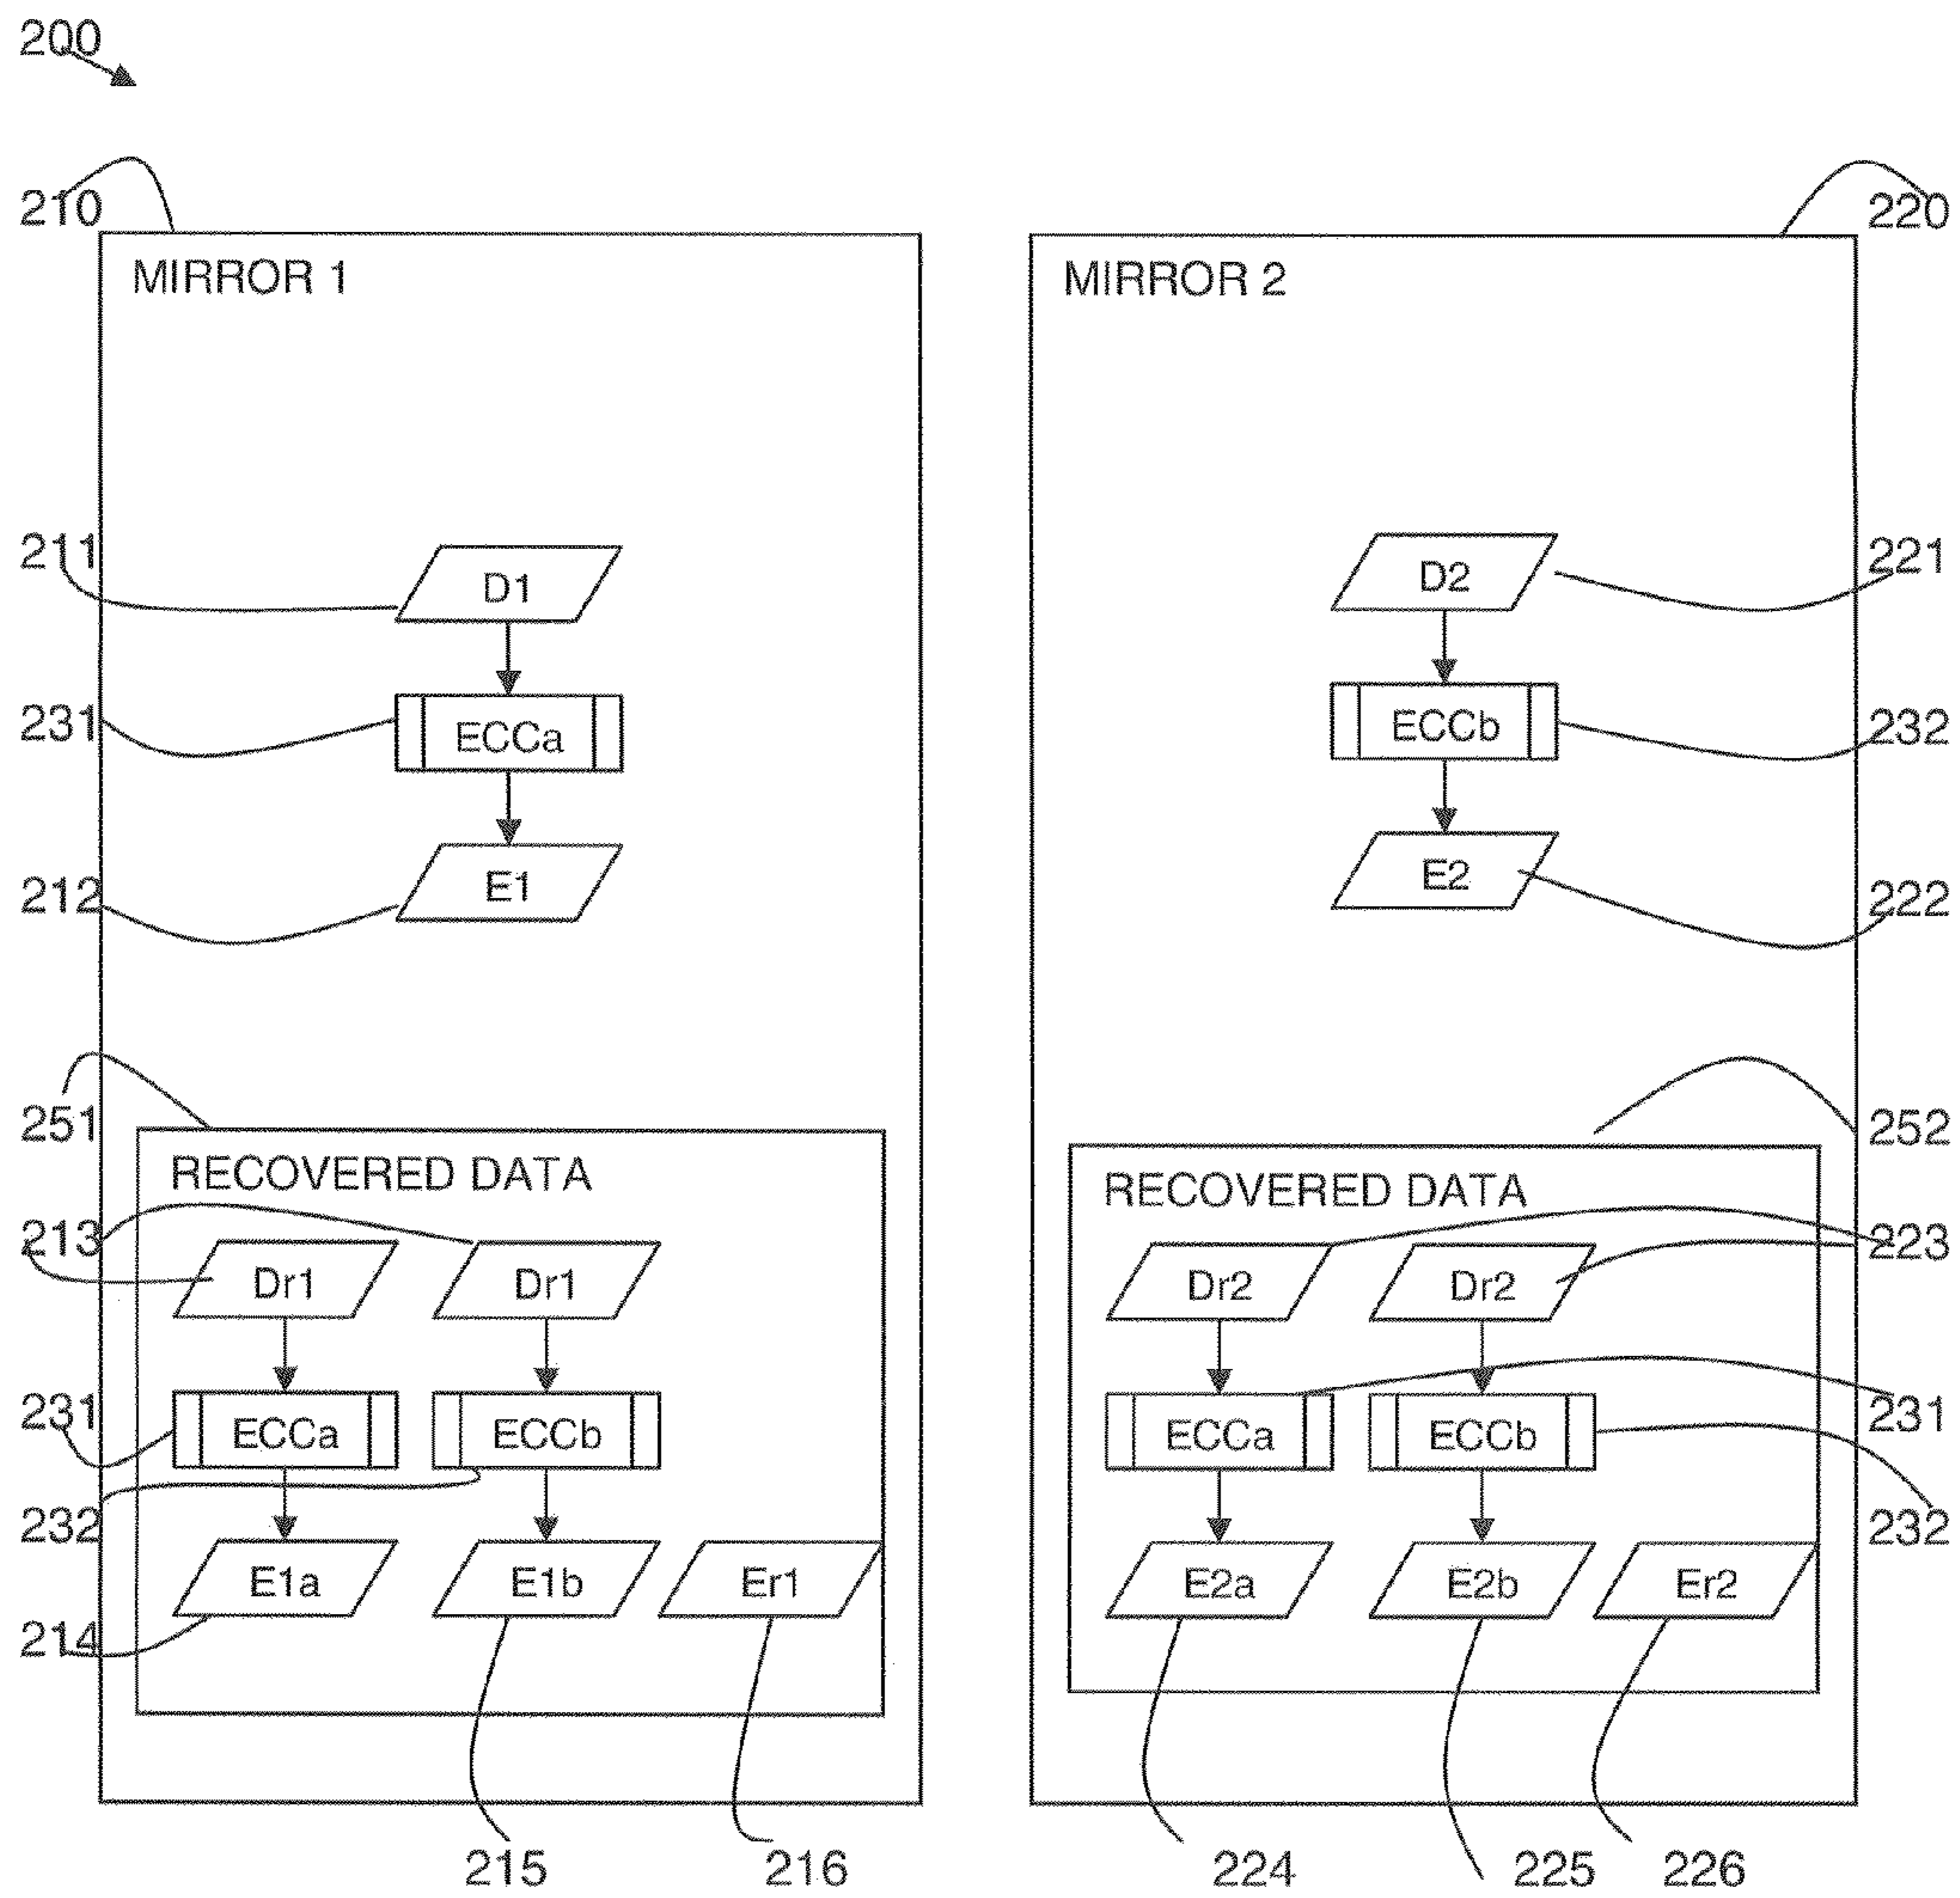 200
210
220
MIRROR 1
MIRROR 2
211
D1
D2
221
231
ECCa
ECCb
232
212
E1
E2
222
251
252
RECOVERED DATA
RECOVERED DATA
213
Dr1
Dr1
Dr2
Dr2
223
231
ECCa
ECCb
ECCa
ECCb
231
232
232
E1a
E1b
Er1
E2a
E2b
Er2
214
215
216
224
225
226